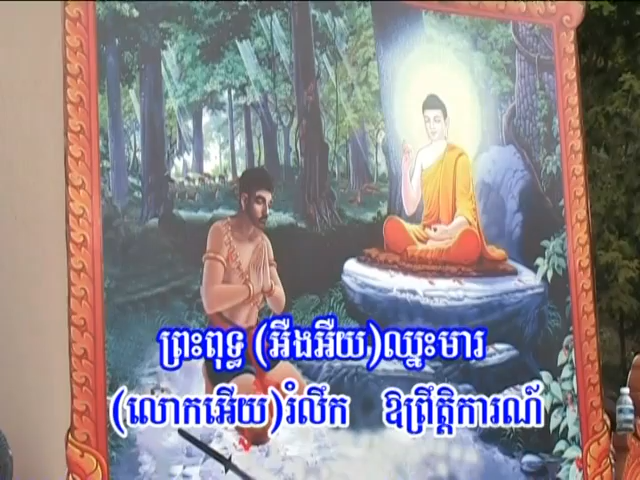 ព្រះពុទ្ធ (អឺងអឺយ)ឈ្នះមារ
(លោកអើយ)រំលឹក ឱព្រឹត្តិការណ៍